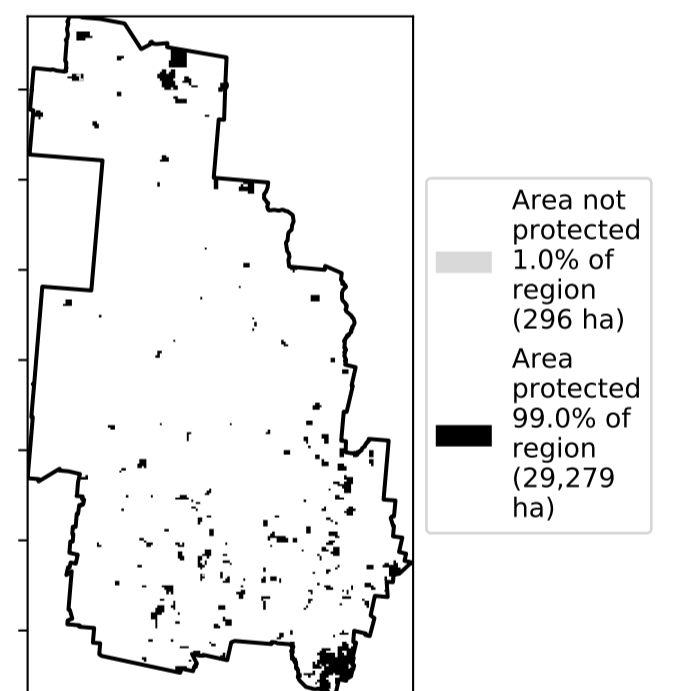 Area not
protected
1.0% of
region
(296 ha)
Area
protected
99.0% of
region
(29,279
ha)